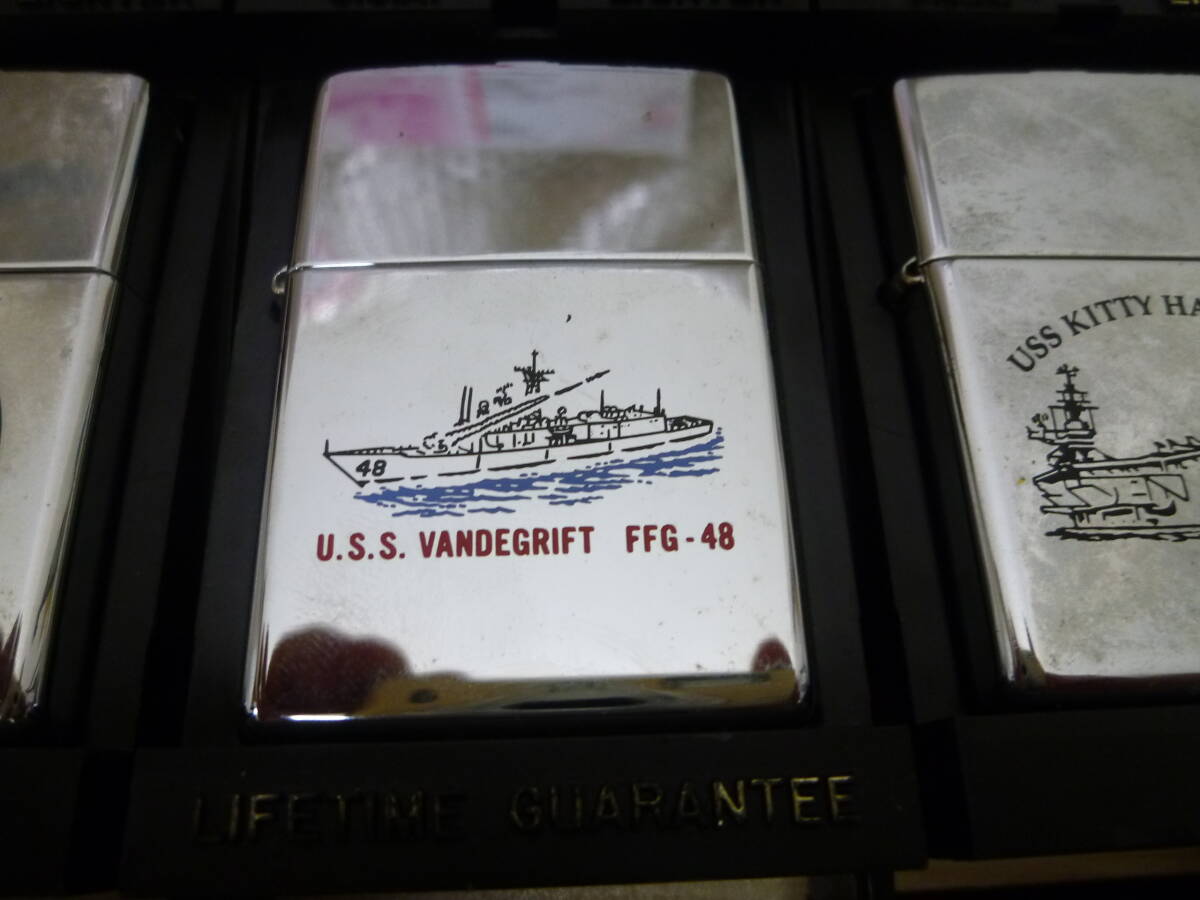 48
U.S.S. VANDEGRIFT FFG-48
USS KITTY HA
LIFETIME GUARANTEE